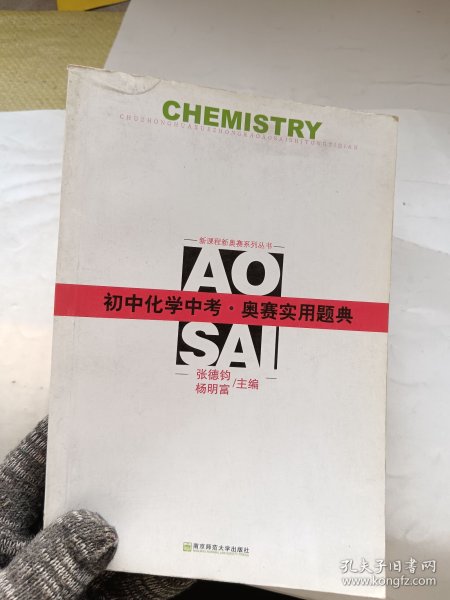 CHEMISTRY
CHUZHONGHUAXUEZHONGKAOAOSAISHIYONGTIDIAN
新课程新奥赛系列丛书
AO
初中化学中考·奥赛实用题典
SAI
张德钧
杨明富/主编
南京师范大学出版社
孔夫子旧书网
www.kongfz.com